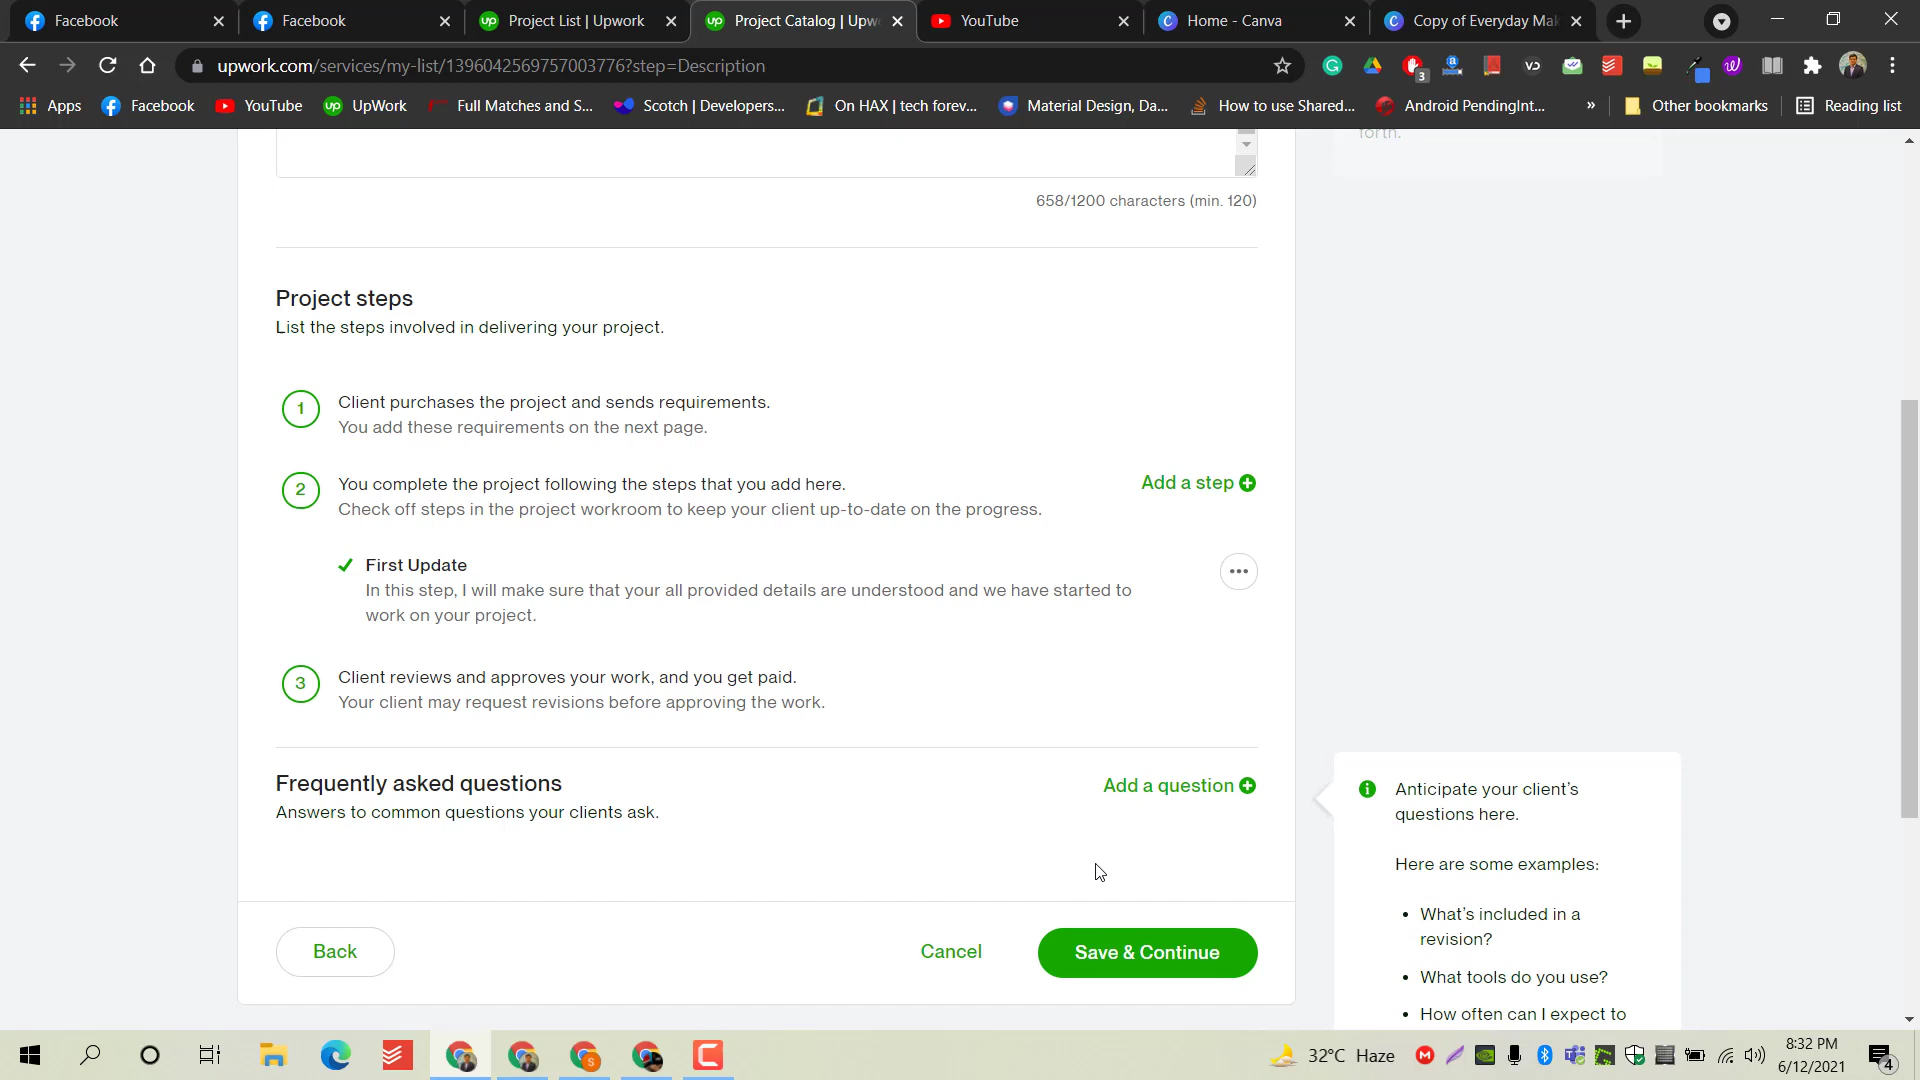 Facebook
Facebook
Project List | Upwork
Project Catalog | Upw
YouTube
Home - Canva
Copy of Everyday Mak
upwork.com/services/my-list/1396042569757003776?step=Description
3
Apps
Facebook
YouTube
UpWork
Full Matches and S...
Scotch | Developers...
On HAX | tech forev...
Material Design, Da...
How to use Shared...
Android PendingInt...
»
Other bookmarks
Reading list
forth.
658/1200 characters (min. 120)
Project steps
List the steps involved in delivering your project.
1
Client purchases the project and sends requirements.
You add these requirements on the next page.
2
You complete the project following the steps that you add here.
Add a step
Check off steps in the project workroom to keep your client up-to-date on the progress.
First Update
In this step, I will make sure that your all provided details are understood and we have started to
work on your project.
3
Client reviews and approves your work, and you get paid.
Your client may request revisions before approving the work.
Frequently asked questions
Add a question
Answers to common questions your clients ask.
Anticipate your client's
questions here.
Here are some examples:
• What's included in a
revision?
• What tools do you use?
• How often can I expect to
Back
Cancel
Save & Continue
32°C Haze
8:32 PM
6/12/2021
4